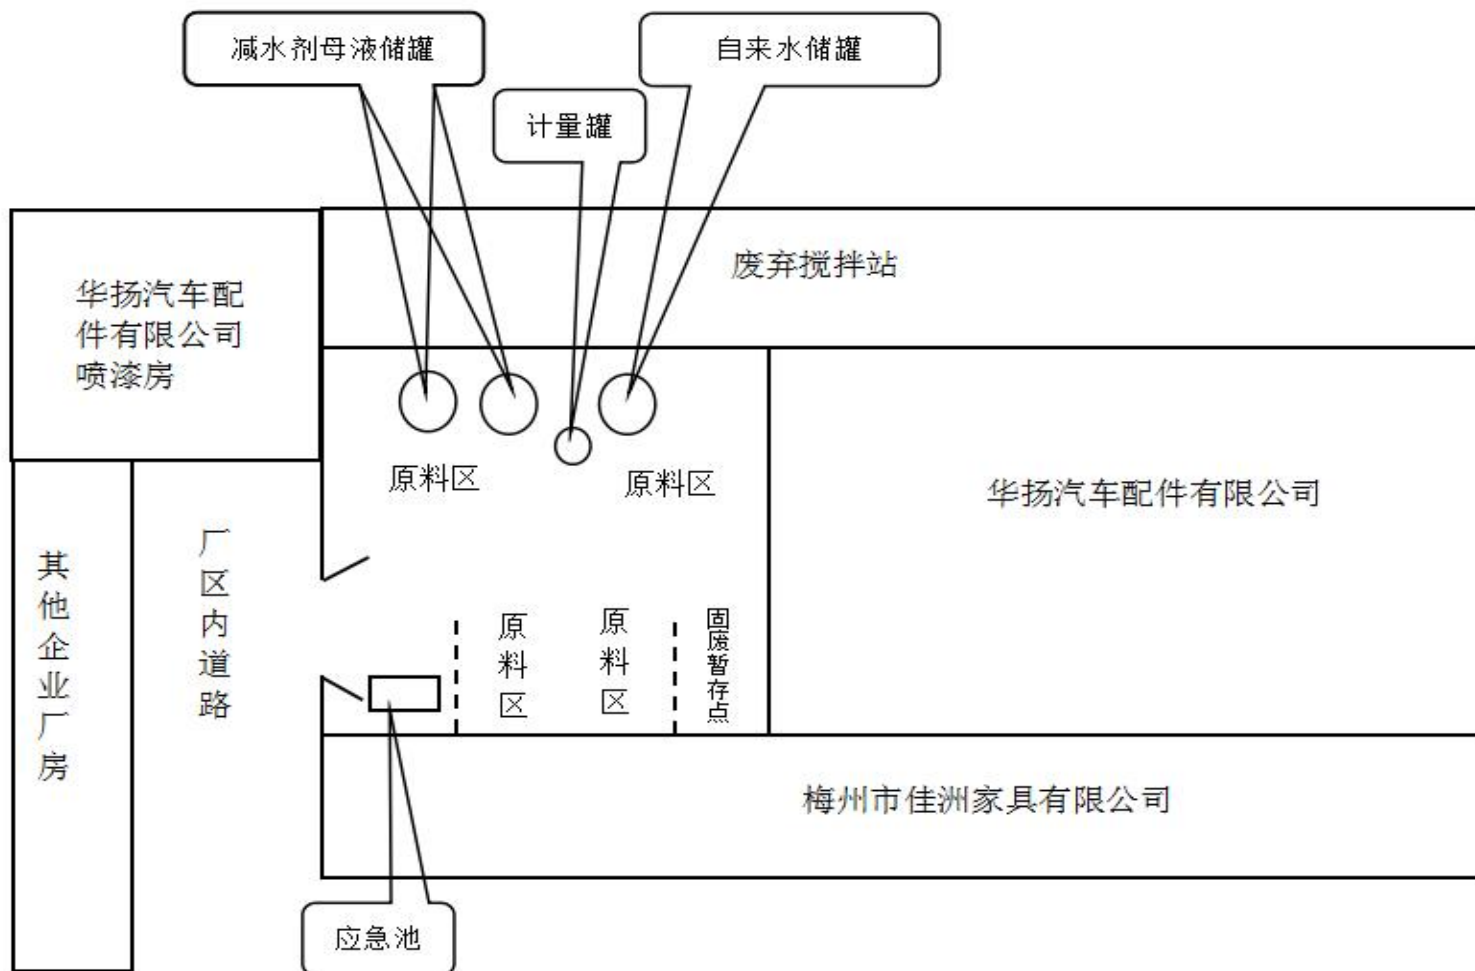 减水剂母液储罐
自来水储罐
计量罐
废弃搅拌站
华扬汽车配
件有限公司
喷漆房
原料区
原料区
华扬汽车配件有限公司
其他企业厂房
厂区内道路
原料区
原料区
固废暂存点
梅州市佳洲家具有限公司
应急池